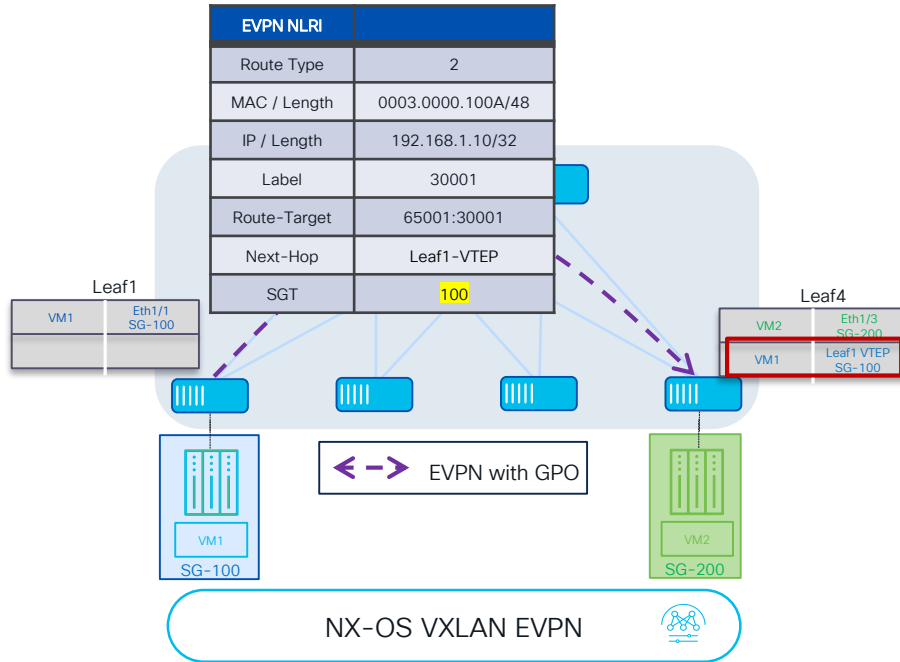 EVPN NLRI
Route Type 2
MAC / Length 0003.0000.100A/48
IP / Length 192.168.1.10/32
Label 30001
Route-Target 65001:30001
Next-Hop Leaf1-VTEP
SGT 100
Leaf1
VM1 Eth1/1
SG-100
Leaf4
VM2 Eth1/3
SG-200
VM1 Leaf1 VTEP
SG-100
EVPN with GPO
VM1
SG-100
VM2
SG-200
NX-OS VXLAN EVPN